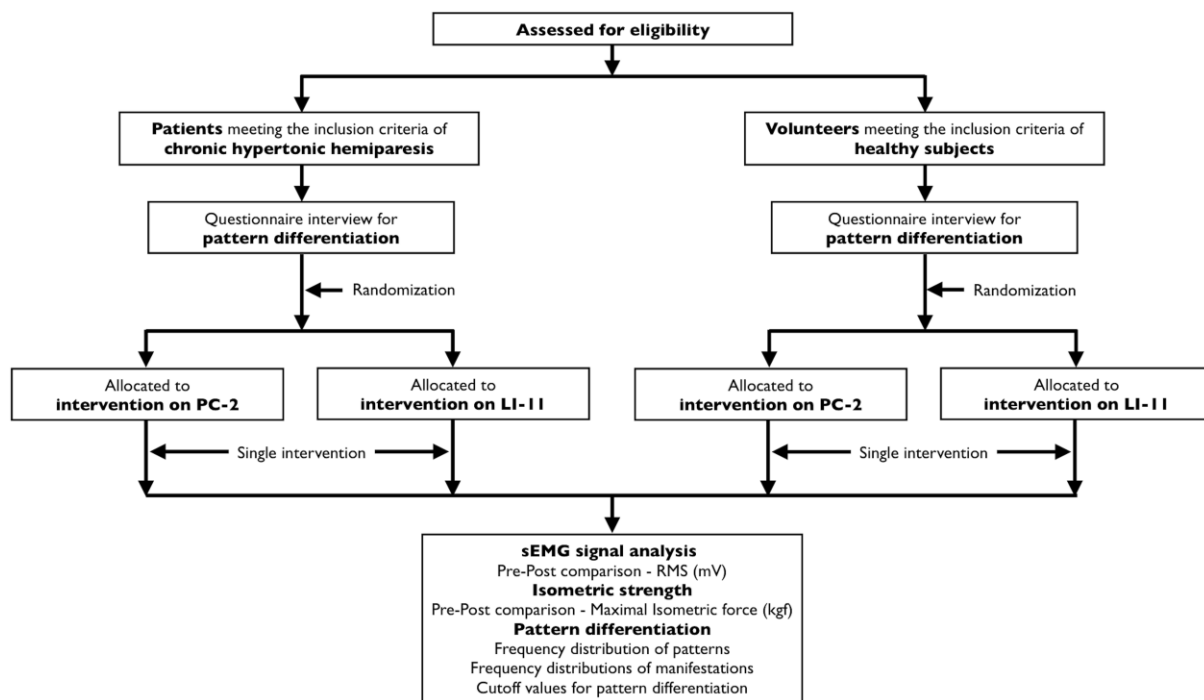 Assessed for eligibility
Patients meeting the inclusion criteria of
chronic hypertonic hemiparesis
Volunteers meeting the inclusion criteria of
healthy subjects
Questionnaire interview for
pattern differentiation
Questionnaire interview for
pattern differentiation
Randomization
Randomization
Allocated to
intervention on PC-2
Allocated to
intervention on LI-11
Allocated to
intervention on PC-2
Allocated to
intervention on LI-11
Single intervention
Single intervention
sEMG signal analysis
Pre-Post comparison - RMS (mV)
Isometric strength
Pre-Post comparison - Maximal Isometric force (kgf)
Pattern differentiation
Frequency distribution of patterns
Frequency distributions of manifestations
Cutoff values for pattern differentiation